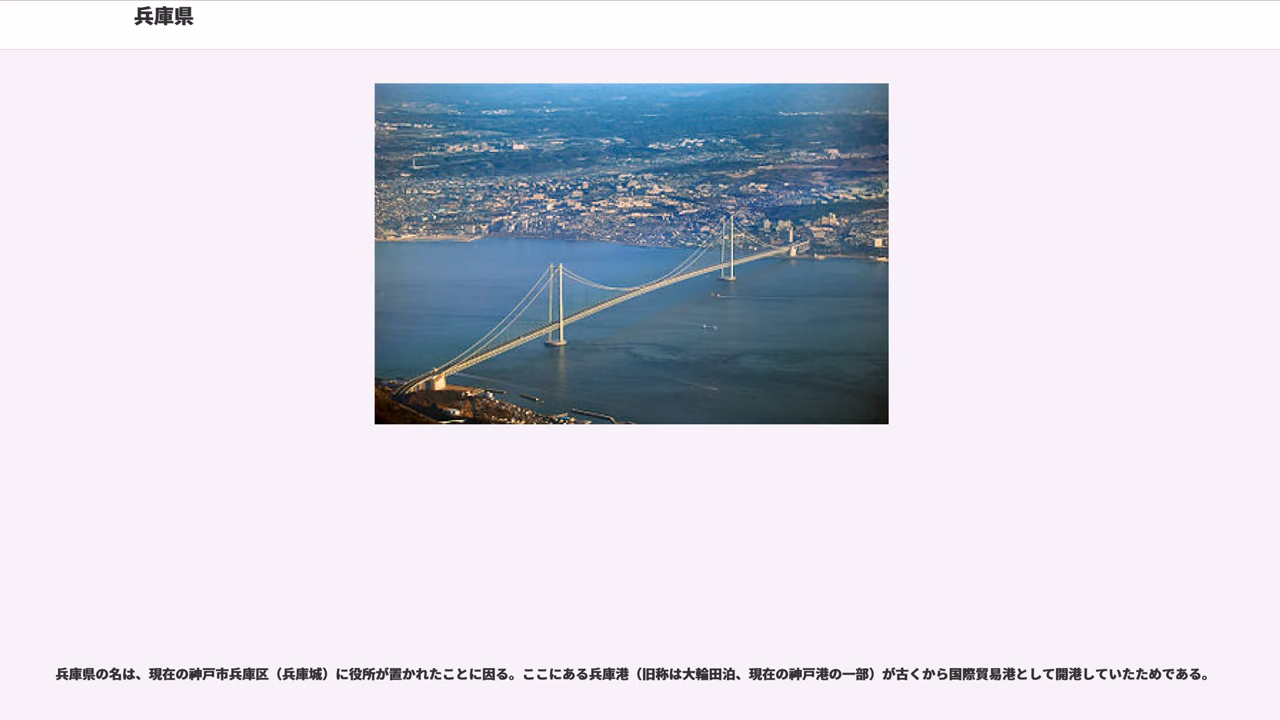 兵庫県
兵庫県の名は、現在の神戸市兵庫区（兵庫城）に役所が置かれたことに因る。ここにある兵庫港（旧称は大輪田泊、現在の神戸港の一部）が古くから国際貿易港として開港していたためである。